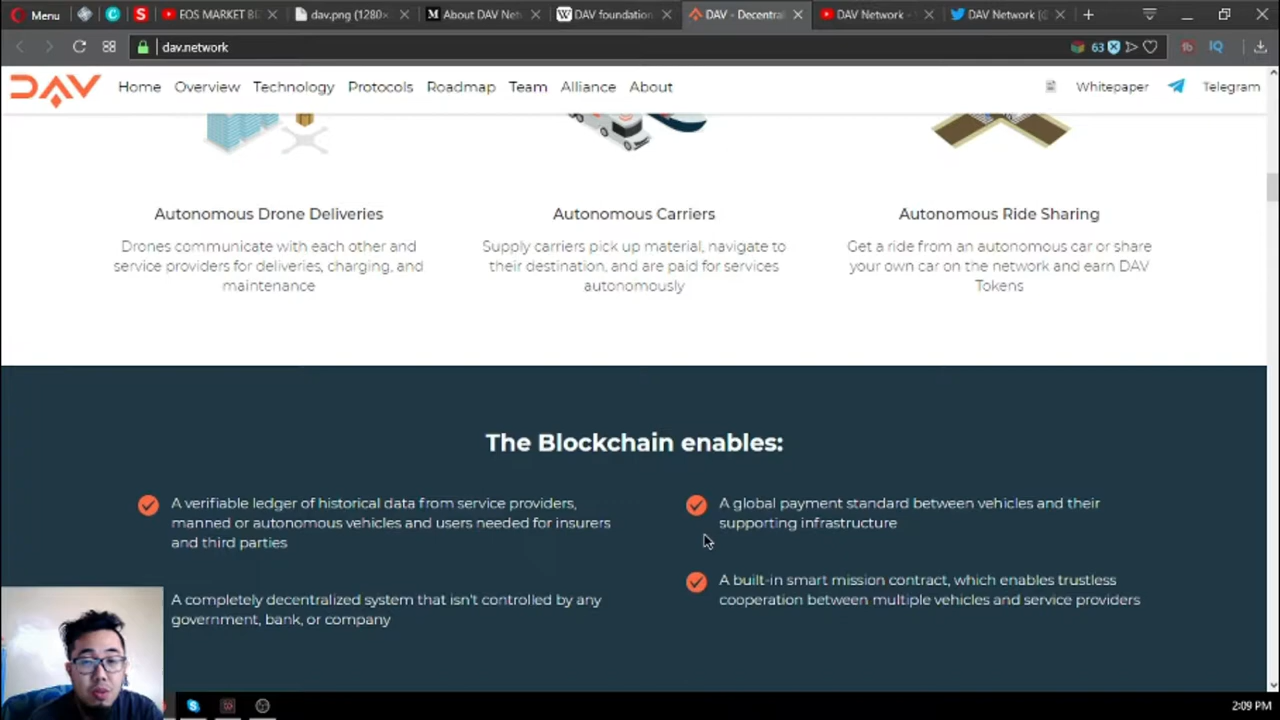 Menu
EOS MARKET BI
dav.png (1280×
About DAV Net
DAV foundation
DAV - Decentral
DAV Network -
DAV Network (@
dav.network
63
IQ
DAV
Home
Overview
Technology
Protocols
Roadmap
Team
Alliance
About
Whitepaper
Telegram
Autonomous Drone Deliveries
Drones communicate with each other and
service providers for deliveries, charging, and
maintenance
Autonomous Carriers
Supply carriers pick up material, navigate to
their destination, and are paid for services
autonomously
Autonomous Ride Sharing
Get a ride from an autonomous car or share
your own car on the network and earn DAV
Tokens
The Blockchain enables:
A verifiable ledger of historical data from service providers,
manned or autonomous vehicles and users needed for insurers
and third parties
A completely decentralized system that isn't controlled by any
government, bank, or company
A global payment standard between vehicles and their
supporting infrastructure
A built-in smart mission contract, which enables trustless
cooperation between multiple vehicles and service providers
2:09 PM